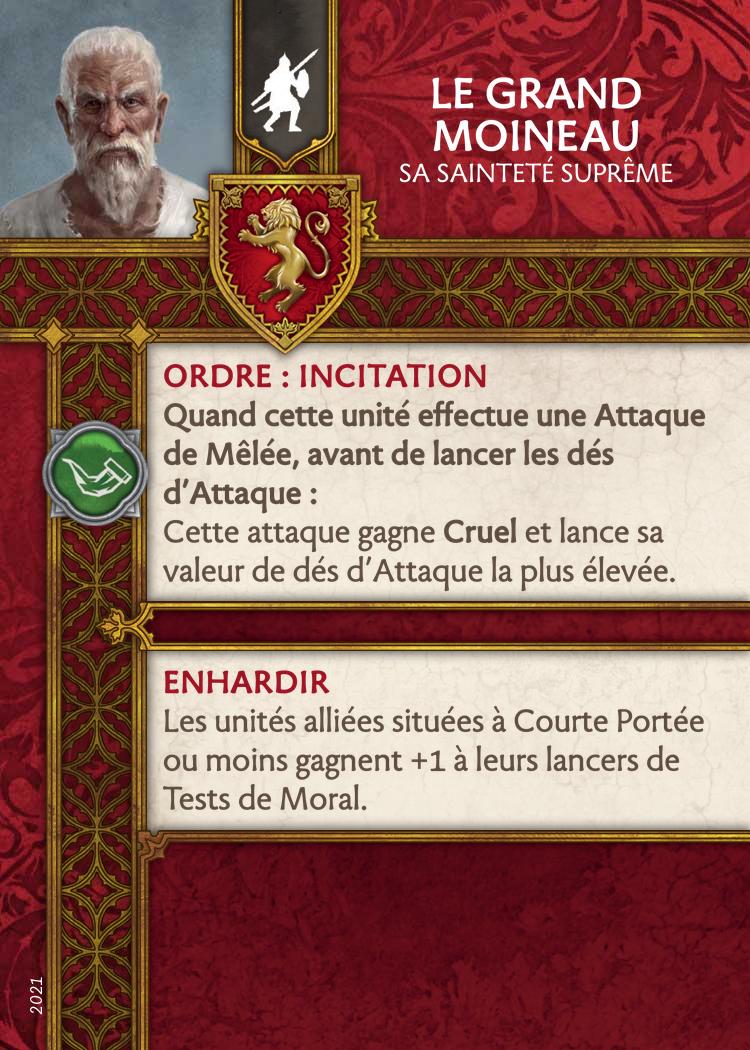 LE GRAND
MOINEAU
SA SAINTETÉ SUPRÊME
ORDRE : INCITATION
Quand cette unité effectue une Attaque
de Mêlée, avant de lancer les dés
d'Attaque :
Cette attaque gagne Cruel et lance sa
valeur de dés d'Attaque la plus élevée.
ENHARDIR
Les unités alliées situées à Courte Portée
ou moins gagnent +1 à leurs lancers de
Tests de Moral.
2021